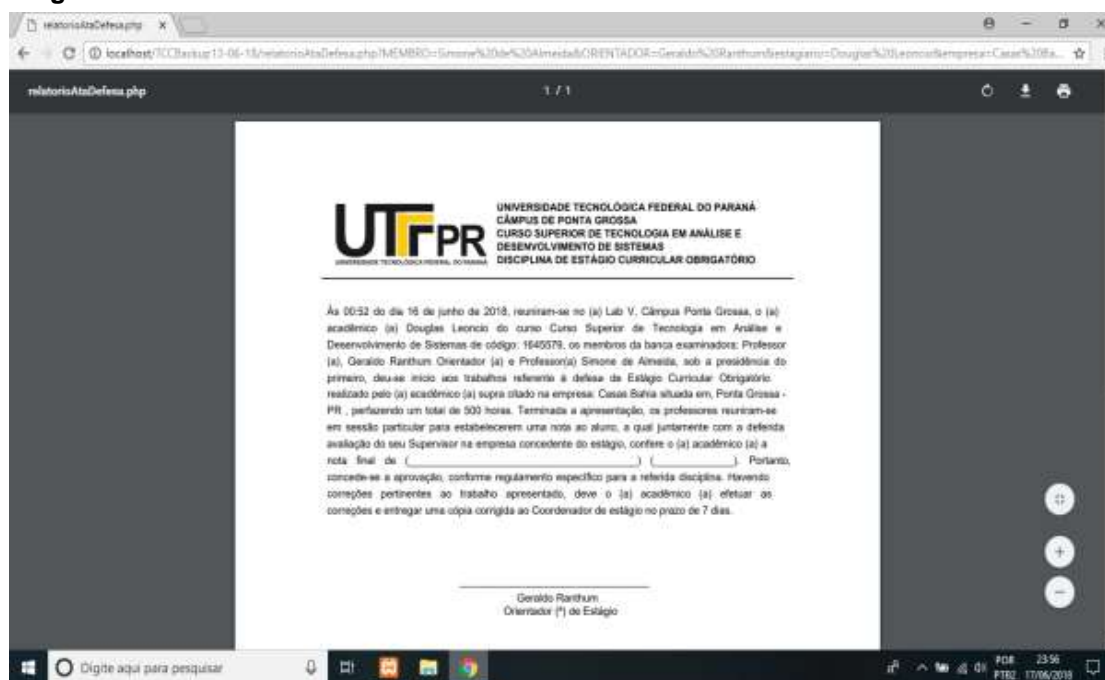 relatorioAtaDefesa.php
localhost/TCCBackup13-06-18/relatorioAtaDefesa.php?MEMBRO=Simone%20de%20Almeida&ORIENTADOR=Geraldo%20Ranthum&estagiario=Douglas%20Leoncio&empresa=Casas%20Ba...
relatorioAtaDefesa.php
1 / 1
UTFPR
UNIVERSIDADE TECNOLÓGICA FEDERAL DO PARANÁ
UNIVERSIDADE TECNOLÓGICA FEDERAL DO PARANÁ
CÂMPUS DE PONTA GROSSA
CURSO SUPERIOR DE TECNOLOGIA EM ANÁLISE E
DESENVOLVIMENTO DE SISTEMAS
DISCIPLINA DE ESTÁGIO CURRICULAR OBRIGATÓRIO
Às 00:52 do dia 16 de junho de 2018, reuniram-se no (a) Lab V. Câmpus Ponta Grossa, o (a)
acadêmico (a) Douglas Leoncio do curso Curso Superior de Tecnologia em Análise e
Desenvolvimento de Sistemas de código: 1645579, os membros da banca examinadora: Professor
(a), Geraldo Ranthum Orientador (a) e Professor(a) Simone de Almeida, sob a presidência do
primeiro, deu-se início aos trabalhos referente à defesa de Estágio Curricular Obrigatório
realizado pelo (a) acadêmico (a) supra citado na empresa: Casas Bahia situada em, Ponta Grossa -
PR , perfazendo um total de 500 horas. Terminada a apresentação, os professores reuniram-se
em sessão particular para estabelecerem uma nota ao aluno, a qual juntamente com a deferida
avaliação do seu Supervisor na empresa concedente do estágio, confere o (a) acadêmico (a) a
nota final de (______________________________) (____________). Portanto,
concede-se a aprovação, conforme regulamento específico para a referida disciplina. Havendo
correções pertinentes ao trabalho apresentado, deve o (a) acadêmico (a) efetuar as
correções e entregar uma cópia corrigida ao Coordenador de estágio no prazo de 7 dias.
Geraldo Ranthum
Orientador (ª) de Estágio
Digite aqui para pesquisar
POR 23:56
PTB2 17/06/2018